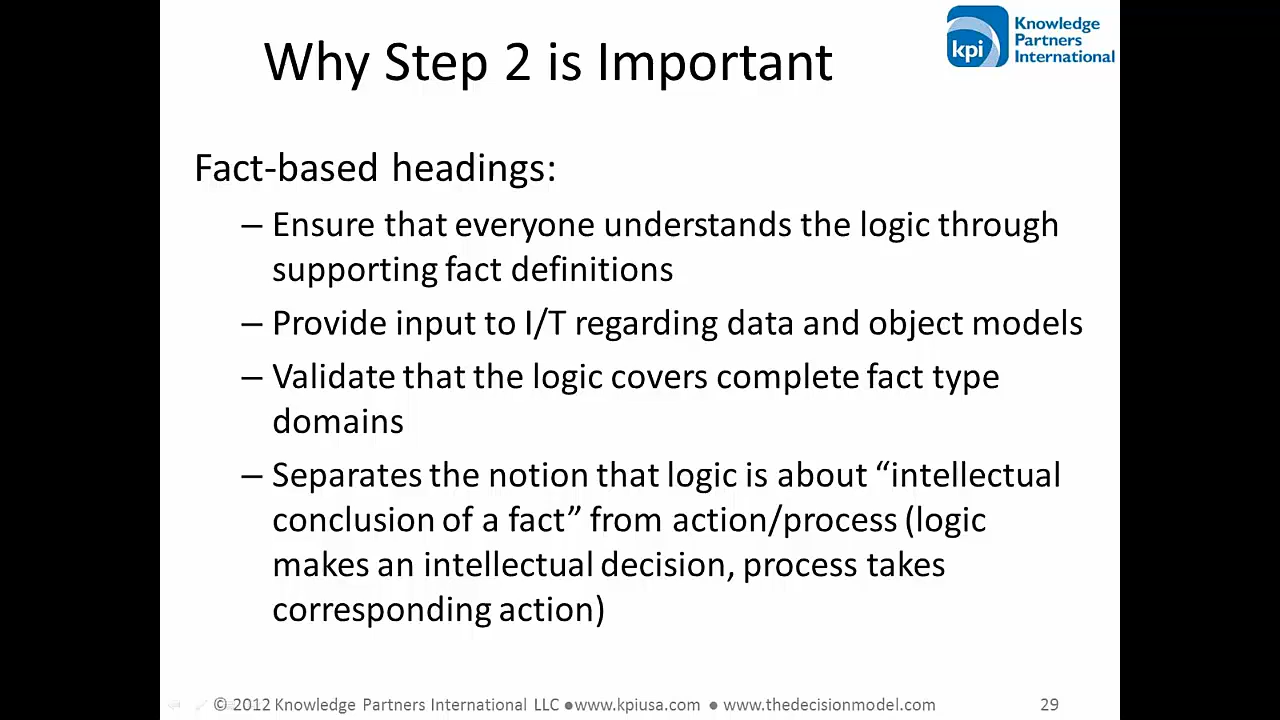 Why Step 2 is Important
kpi
Knowledge
Partners
International
Fact-based headings:
– Ensure that everyone understands the logic through
supporting fact definitions
– Provide input to I/T regarding data and object models
– Validate that the logic covers complete fact type
domains
– Separates the notion that logic is about “intellectual
conclusion of a fact” from action/process (logic
makes an intellectual decision, process takes
corresponding action)
© 2012 Knowledge Partners International LLC ●www.kpiusa.com ● www.thedecisionmodel.com
29